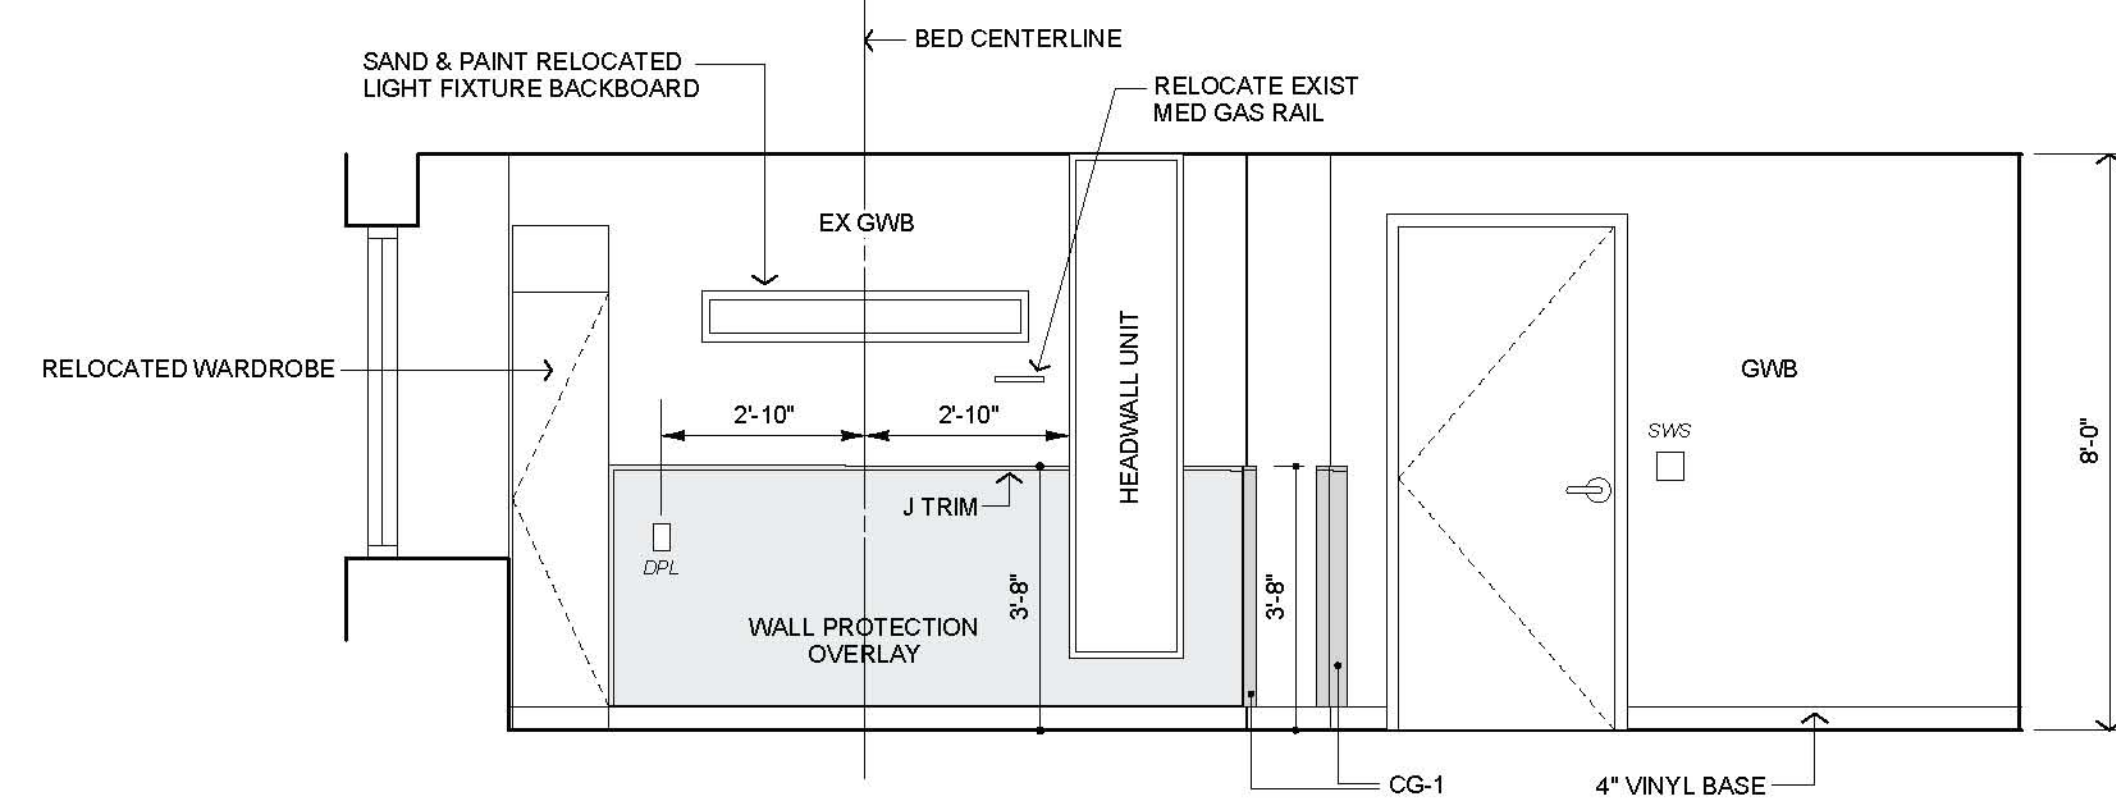 BED CENTERLINE
SAND & PAINT RELOCATED
LIGHT FIXTURE BACKBOARD
RELOCATE EXIST
MED GAS RAIL
EX GWB
RELOCATED WARDROBE
HEADWALL UNIT
GWB
2'-10"
2'-10"
SWS
8'-0"
J TRIM
DPL
3'-8"
3'-8"
WALL PROTECTION
OVERLAY
CG-1
4" VINYL BASE